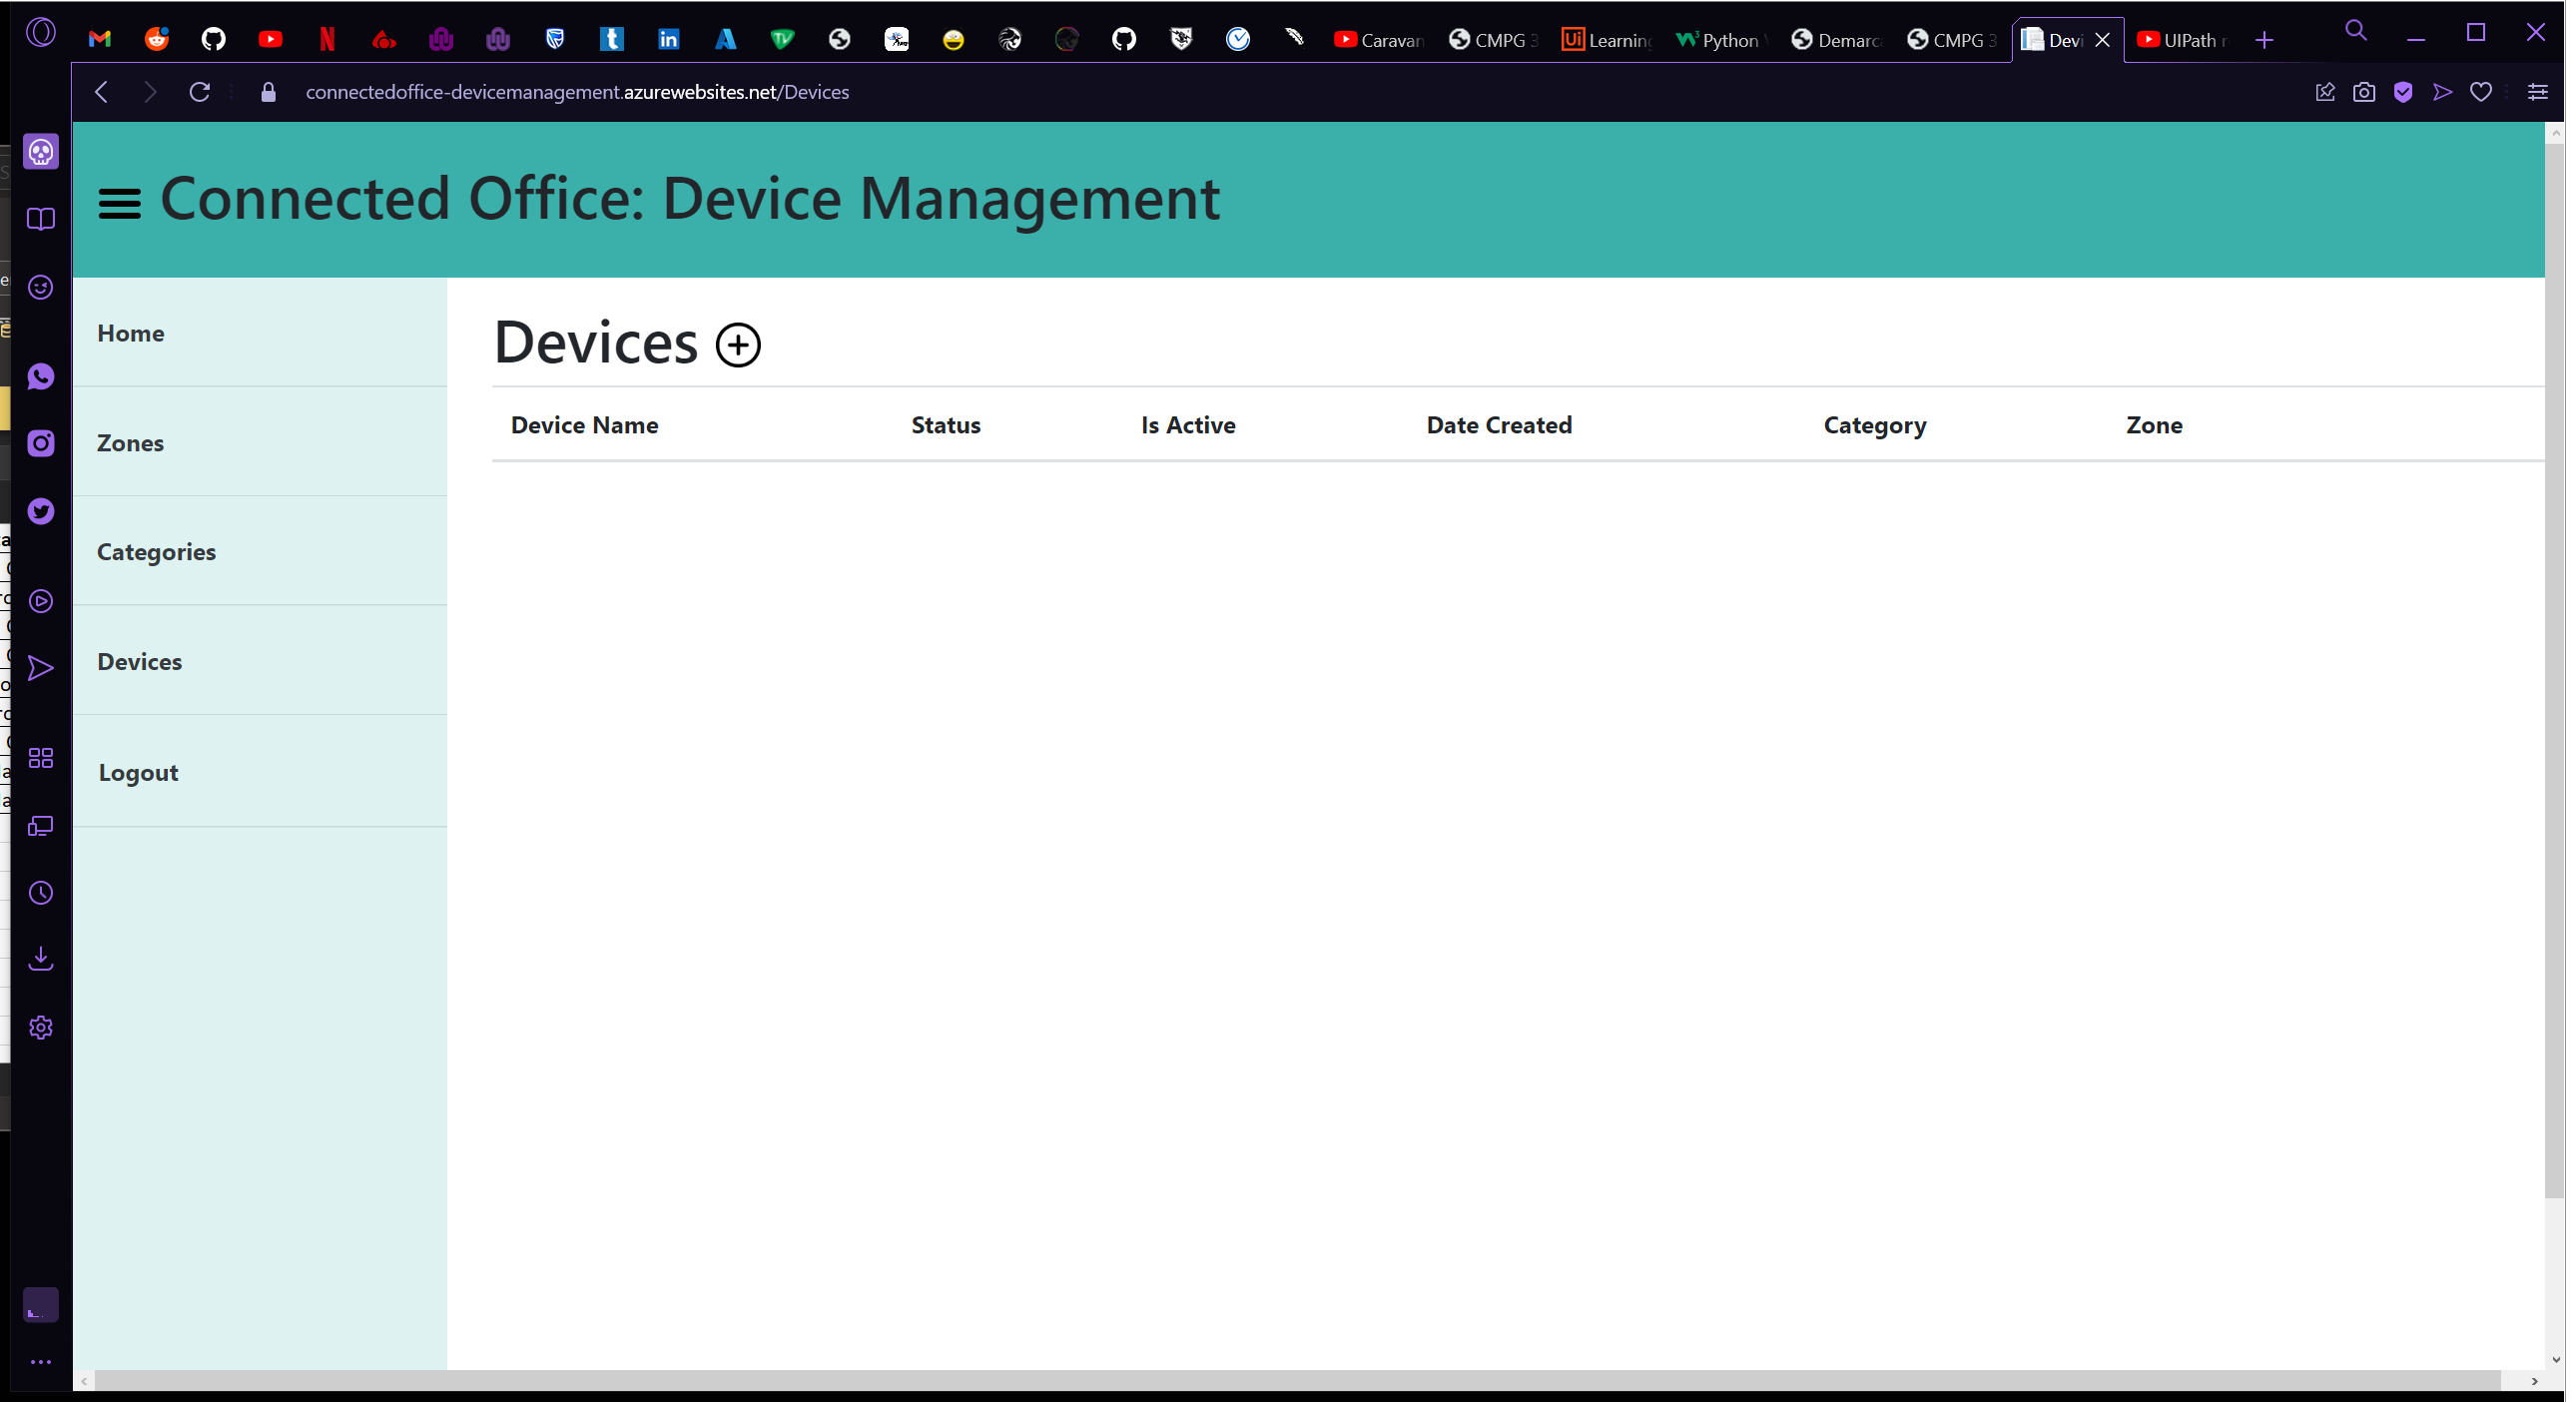 Caravan
CMPG 3
Learning
Python
Demarc
CMPG 3
Devi
UIPath r
connectedoffice-devicemanagement.azurewebsites.net/Devices
Connected Office: Device Management
Home
Zones
Categories
Devices
Logout
Devices
Device Name Status Is Active Date Created Category Zone